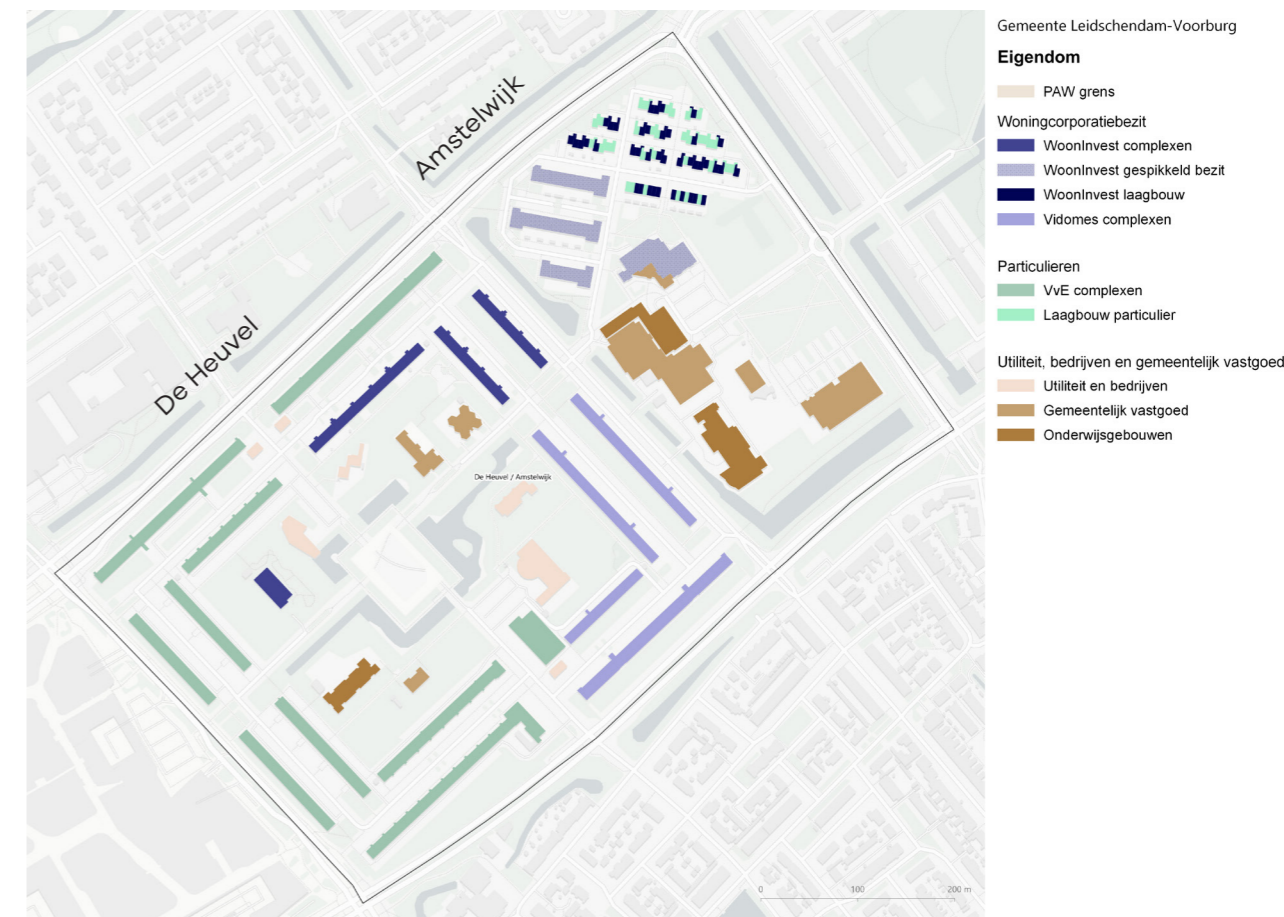 Gemeente Leidschendam-Voorburg
Eigendom
PAW grens
Woningcorporatiebezit
WoonInvest complexen
WoonInvest gespikkeld bezit
WoonInvest laagbouw
Vidomes complexen
Particulieren
VvE complexen
Laagbouw particulier
Utiliteit, bedrijven en gemeentelijk vastgoed
Utiliteit en bedrijven
Gemeentelijk vastgoed
Onderwijsgebouwen
Amstelwijk
De Heuvel
De Heuvel / Amstelwijk
0 100 200 m